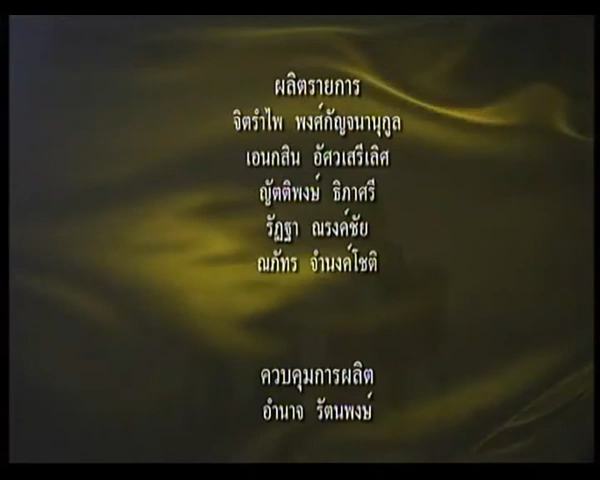 ผลิตรายการ
จิตรำไพ พงศ์กัญจนานุกูล
เอนกสิน อัศวเสรีเลิศ
ญัตติพงษ์ ธิภาศรี
รัฏฐา ณรงค์ชัย
ณภัทร จำนงค์โชติ
ควบคุมการผลิต
อำนาจ รัตนพงษ์